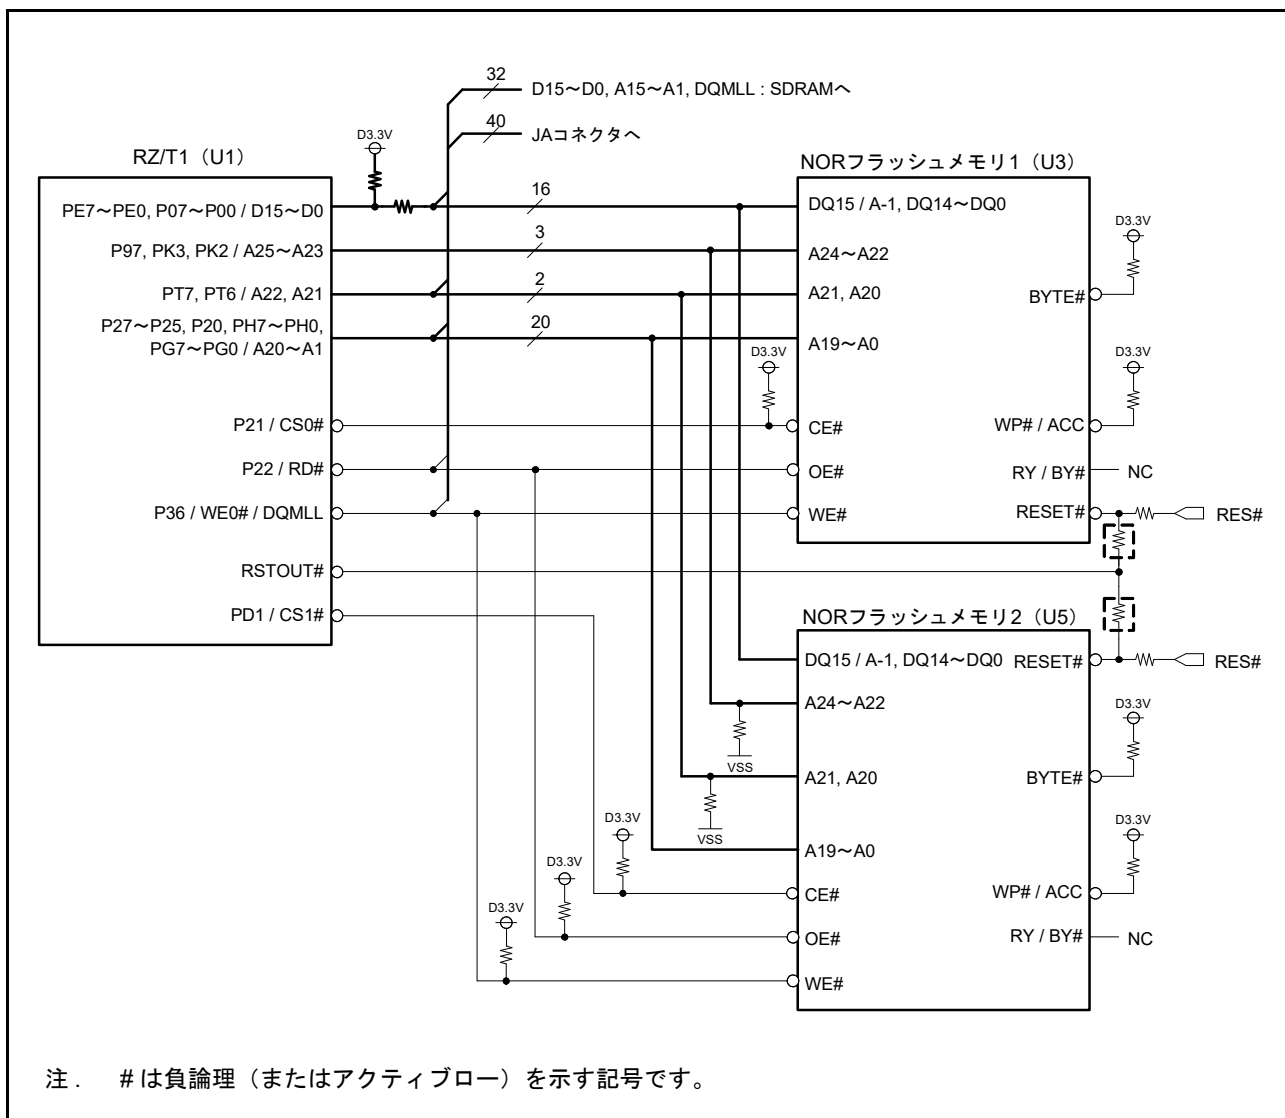 32
D15～D0, A15～A1, DQMLL : SDRAMへ
40
JAコネクタへ
D3.3V
RZ/T1（U1）
PE7～PE0, P07～P00 / D15～D0
P97, PK3, PK2 / A25～A23
PT7, PT6 / A22, A21
P27～P25, P20, PH7～PH0,
PG7～PG0 / A20～A1
P21 / CS0#
P22 / RD#
P36 / WE0# / DQMLL
RSTOUT#
PD1 / CS1#
16
3
2
20
D3.3V
NORフラッシュメモリ1（U3）
DQ15 / A-1, DQ14～DQ0
A24～A22
A21, A20
A19～A0
CE#
OE#
WE#
D3.3V
BYTE#
D3.3V
WP# / ACC
RY / BY#
NC
RESET#
RES#
NORフラッシュメモリ2（U5）
DQ15 / A-1, DQ14～DQ0
RESET#
RES#
A24～A22
VSS
A21, A20
VSS
A19～A0
D3.3V
CE#
D3.3V
OE#
D3.3V
WE#
D3.3V
BYTE#
D3.3V
WP# / ACC
RY / BY#
NC
注 . # は負論理（またはアクティブロー）を示す記号です。